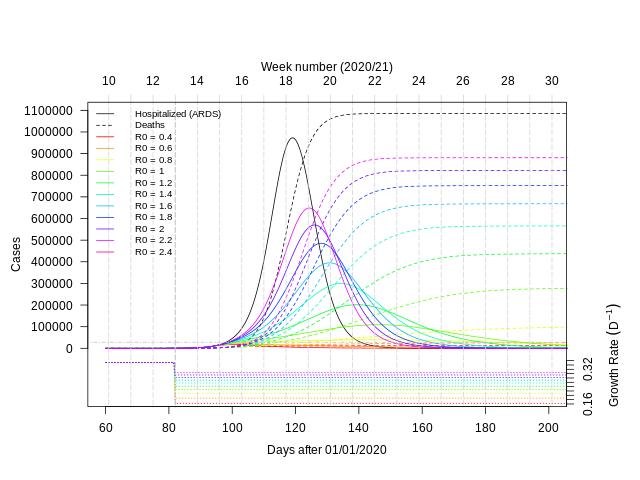 Week number (2020/21)
10 12 14 16 18 20 22 24 26 28 30
Cases
1100000
1000000
900000
800000
700000
600000
500000
400000
300000
200000
100000
0
Hospitalized (ARDS)
Deaths
R0 = 0.4
R0 = 0.6
R0 = 0.8
R0 = 1
R0 = 1.2
R0 = 1.4
R0 = 1.6
R0 = 1.8
R0 = 2
R0 = 2.2
R0 = 2.4
0.32
0.16
Growth Rate (D⁻¹)
60 80 100 120 140 160 180 200
Days after 01/01/2020